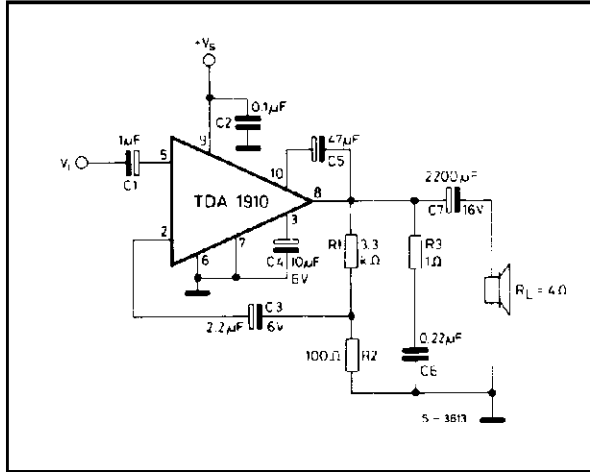 +Vs
0.1µF
C2
9
1µF
47µF
C5
10
5
Vi
C1
TDA 1910
8
2200µF
C7
16V
2
3
7
6
C4
10µF
6V
R1
3.3
kΩ
R3
1Ω
RL = 4Ω
C3
2.2µF
6V
100Ω
R2
0.22µF
C6
S - 3613